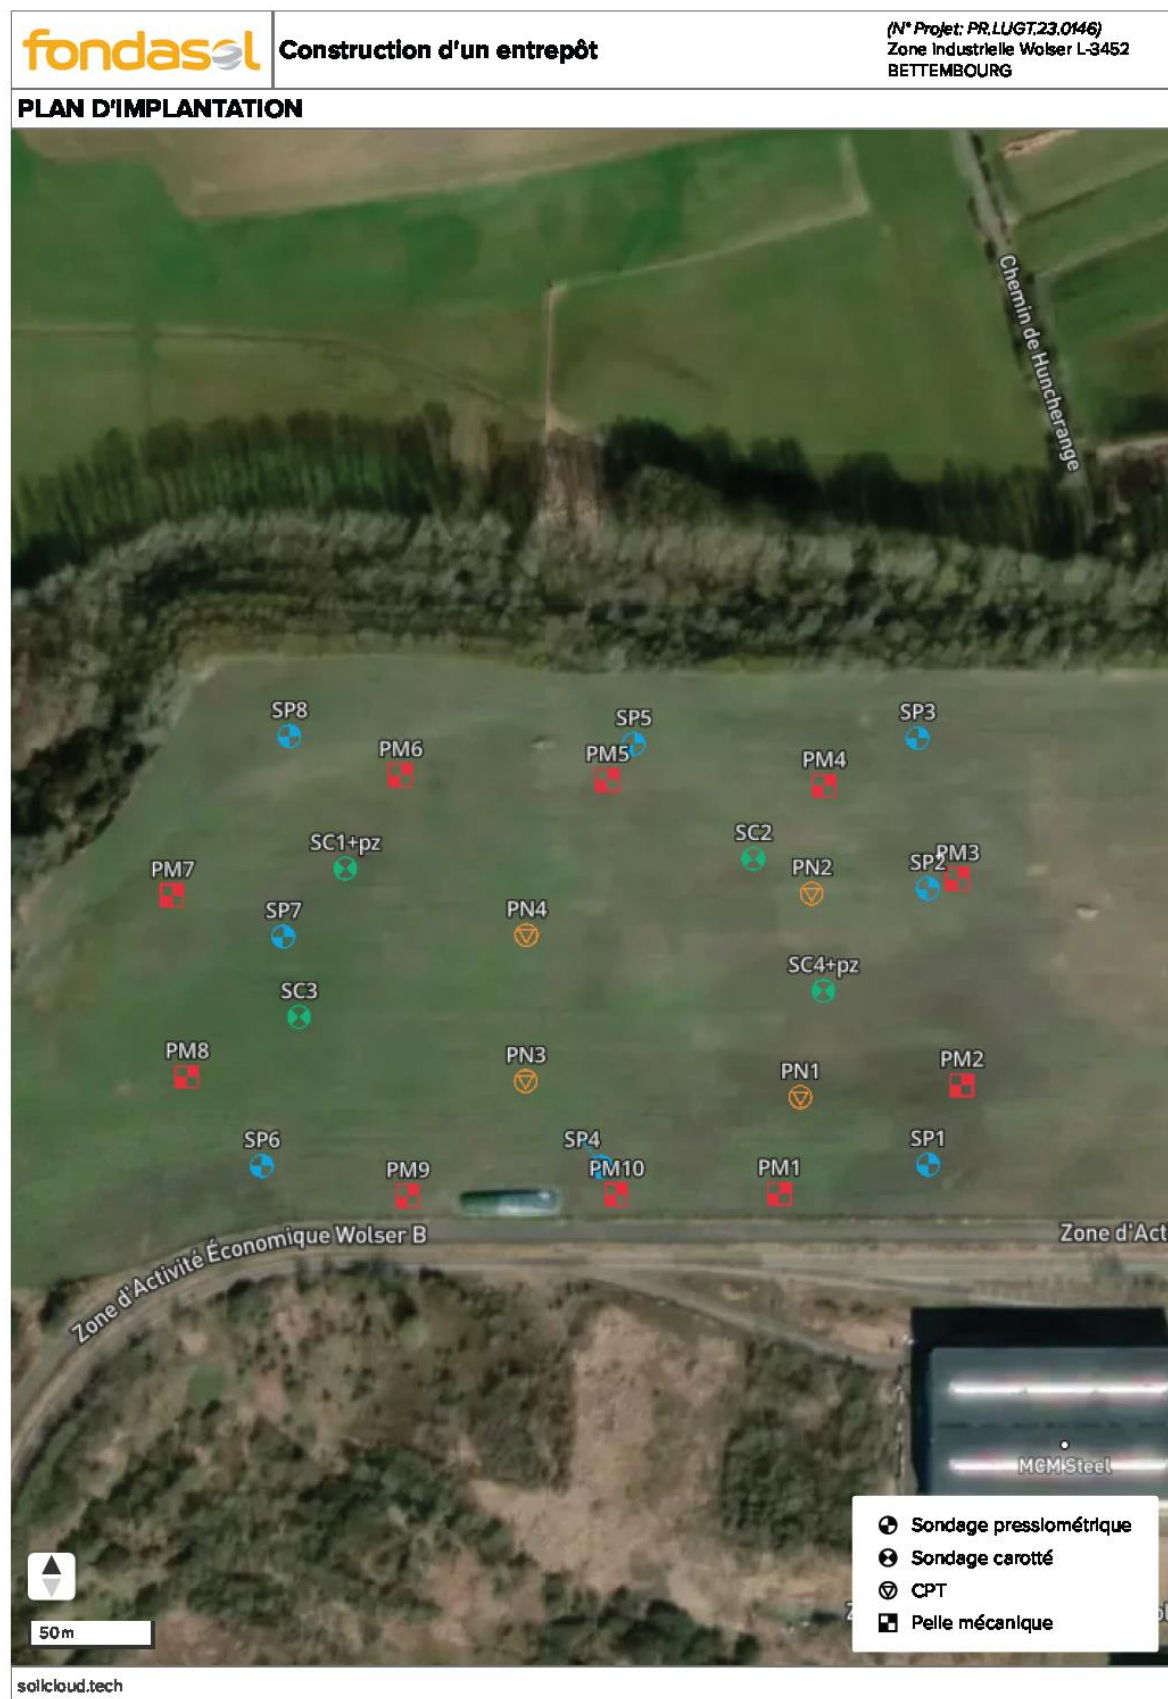 fondasol
Construction d'un entrepôt
(N° Projet: PR.LUGT.23.0146)
Zone Industrielle Wolser L-3452
BETTEMBOURG
PLAN D'IMPLANTATION
Chemin de Huncherange
SP8
SP5
SP3
PM6
PM5
PM4
SC1+pz
SC2
PM7
PN2
SP2
PM3
SP7
PN4
SC4+pz
SC3
PM8
PN3
PN1
PM2
SP6
SP4
SP1
PM9
PM10
PM1
Zone d'Activité Économique Wolser B
Zone d'Act
MCM Steel
Sondage pressiométrique
Sondage carotté
CPT
Pelle mécanique
50m
solicloud.tech